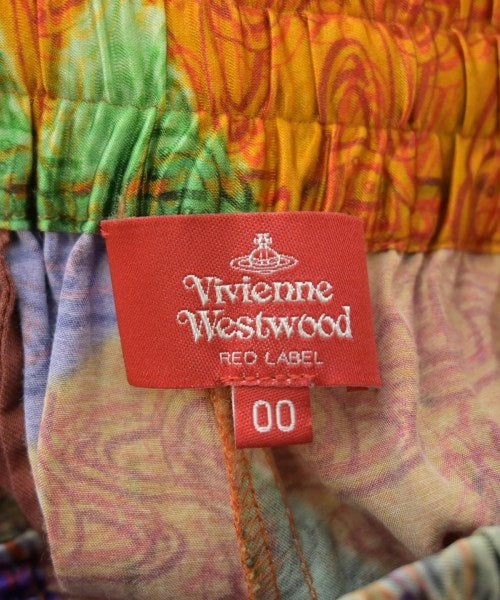 Vivienne
Westwood
RED LABEL
00